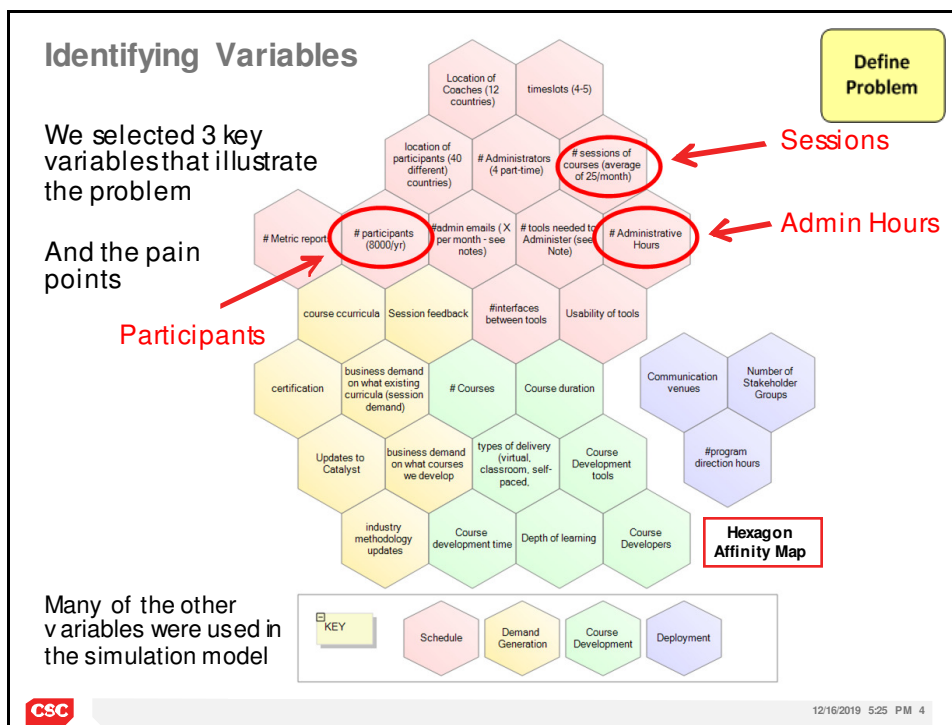 Identifying Variables
Define
Problem
We selected 3 key
variables that illustrate
the problem
And the pain
points
Location of
Coaches (12
countries)
timeslots (4-5)
location of
participants (40
different)
countries)
# Administrators
(4 part-time)
# sessions of
courses (average
of 25/month)
Sessions
# Metric reports
# participants
(8000/yr)
#admin emails ( X
per month - see
notes)
# tools needed to
Administer (see
Note)
# Administrative
Hours
Admin Hours
Participants
course ccurricula
Session feedback
#interfaces
between tools
Usability of tools
certification
business demand
on what existing
curricula (session
demand)
# Courses
Course duration
Communication
venues
Number of
Stakeholder
Groups
Updates to
Catalyst
business demand
on what courses
we develop
types of delivery
(virtual,
classroom, self-
paced,
Course
Development
tools
#program
direction hours
industry
methodology
updates
Course
development time
Depth of learning
Course
Developers
Hexagon
Affinity Map
Many of the other
variables were used in
the simulation model
KEY
Schedule
Demand
Generation
Course
Development
Deployment
CSC
12/16/2019 5:25 PM 4